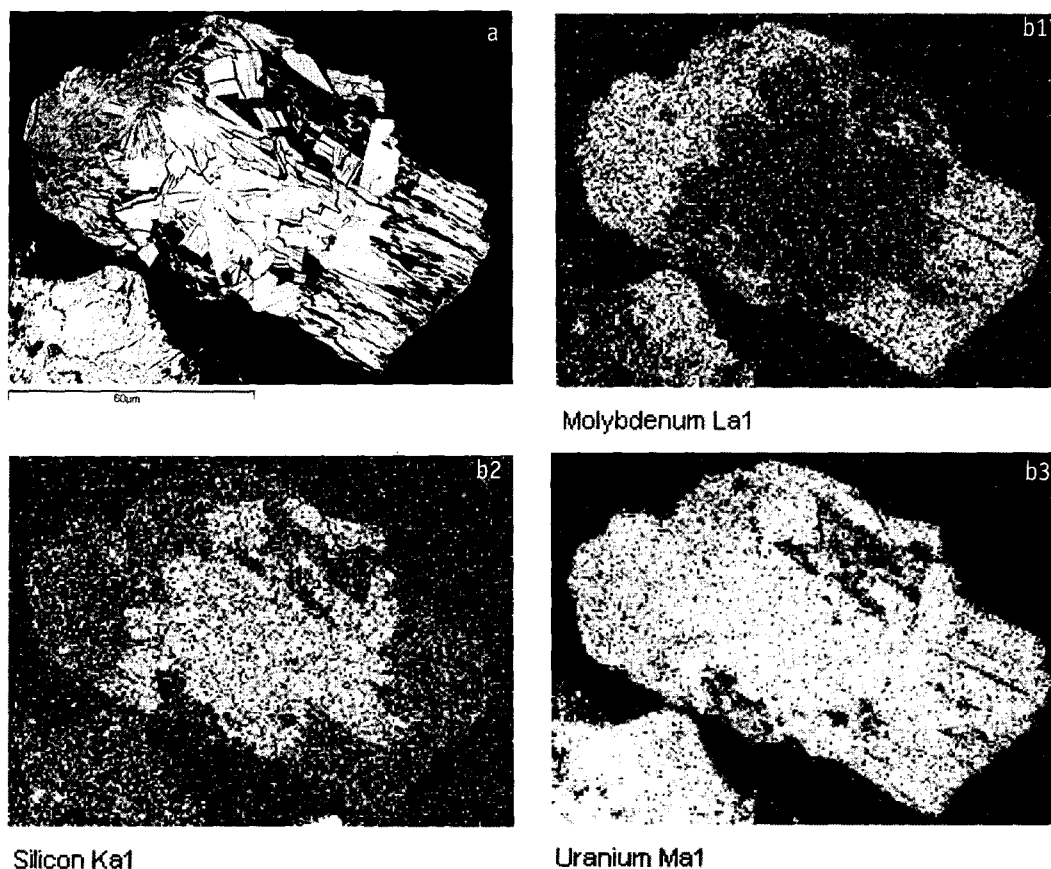 a
b1
60µm
Molybdenum La1
b2
b3
Silicon Ka1
Uranium Ma1